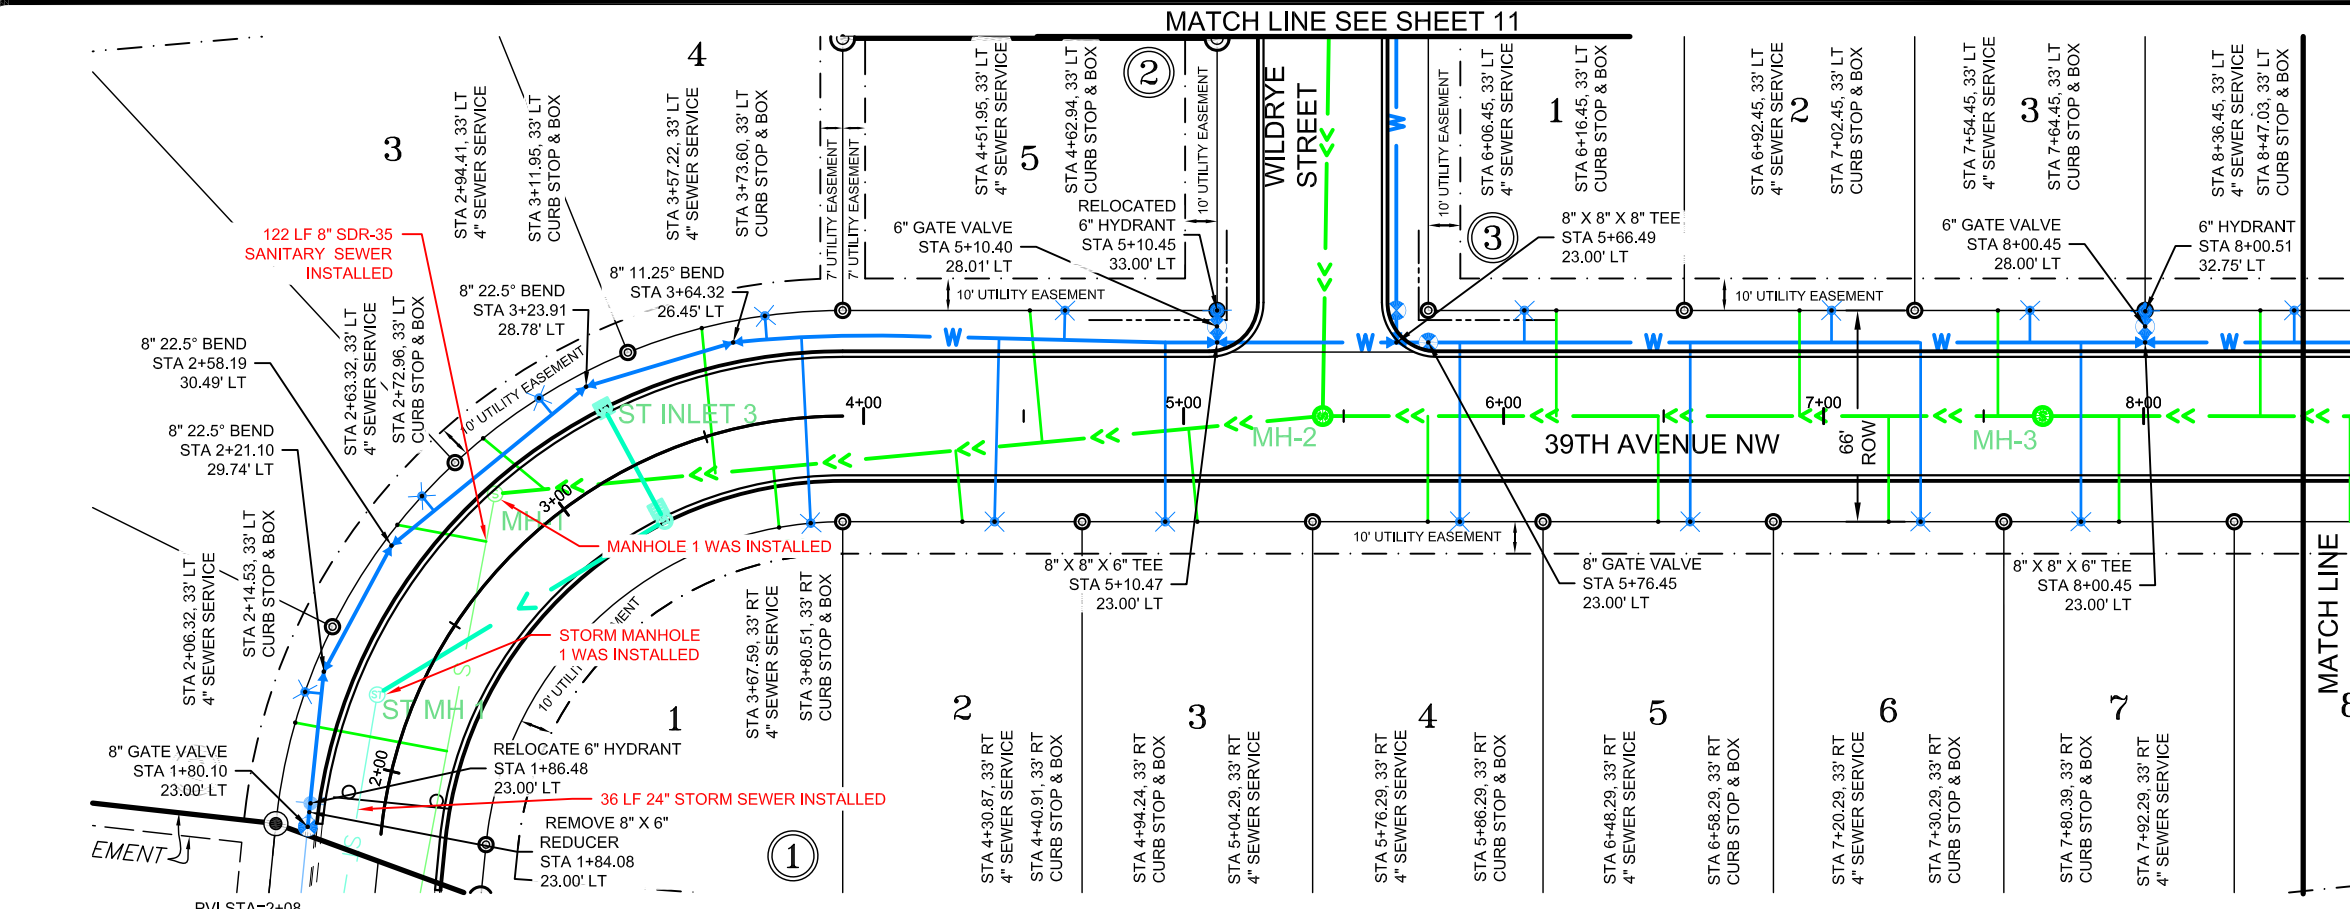 MATCH LINE SEE SHEET 11
4
3
5
2
1
2
3
3
STA 2+94.41, 33' LT
4" SEWER SERVICE
STA 3+11.95, 33' LT
CURB STOP & BOX
STA 3+57.22, 33' LT
4" SEWER SERVICE
STA 3+73.60, 33' LT
CURB STOP & BOX
7' UTILITY EASEMENT
7' UTILITY EASEMENT
STA 4+51.95, 33' LT
4" SEWER SERVICE
STA 4+62.94, 33' LT
CURB STOP & BOX
10' UTILITY EASEMENT
WILDRYE
STREET
W
10' UTILITY EASEMENT
STA 6+06.45, 33' LT
4" SEWER SERVICE
STA 6+16.45, 33' LT
CURB STOP & BOX
STA 6+92.45, 33' LT
4" SEWER SERVICE
STA 7+02.45, 33' LT
CURB STOP & BOX
STA 7+54.45, 33' LT
4" SEWER SERVICE
STA 7+64.45, 33' LT
CURB STOP & BOX
STA 8+36.45, 33' LT
4" SEWER SERVICE
STA 8+47.03, 33' LT
CURB STOP & BOX
122 LF 8" SDR-35
SANITARY SEWER
INSTALLED
8" 22.5° BEND
STA 3+23.91
28.78' LT
8" 11.25° BEND
STA 3+64.32
26.45' LT
6" GATE VALVE
STA 5+10.40
28.01' LT
RELOCATED
6" HYDRANT
STA 5+10.45
33.00' LT
8" X 8" X 8" TEE
STA 5+66.49
23.00' LT
6" GATE VALVE
STA 8+00.45
28.00' LT
6" HYDRANT
STA 8+00.51
32.75' LT
10' UTILITY EASEMENT
10' UTILITY EASEMENT
8" 22.5° BEND
STA 2+58.19
30.49' LT
STA 2+63.32, 33' LT
4" SEWER SERVICE
STA 2+72.96, 33' LT
CURB STOP & BOX
10' UTILITY EASEMENT
W
W
W
W
W
8" 22.5° BEND
STA 2+21.10
29.74' LT
ST INLET 3
4+00
5+00
6+00
7+00
8+00
MH-2
39TH AVENUE NW
66'
ROW
MH-3
3+00
MH-1
MANHOLE 1 WAS INSTALLED
10' UTILITY EASEMENT
STA 2+06.32, 33' LT
4" SEWER SERVICE
STA 2+14.53, 33' LT
CURB STOP & BOX
8" X 8" X 6" TEE
STA 5+10.47
23.00' LT
8" GATE VALVE
STA 5+76.45
23.00' LT
8" X 8" X 6" TEE
STA 8+00.45
23.00' LT
MATCH LINE
STORM MANHOLE
1 WAS INSTALLED
S
ST
ST MH 1
STA 3+67.59, 33' RT
4" SEWER SERVICE
STA 3+80.51, 33' RT
CURB STOP & BOX
1
2
3
4
5
6
7
8" GATE VALVE
STA 1+80.10
23.00' LT
2+00
RELOCATE 6" HYDRANT
STA 1+86.48
23.00' LT
36 LF 24" STORM SEWER INSTALLED
REMOVE 8" X 6"
REDUCER
STA 1+84.08
23.00' LT
1
STA 4+30.87, 33' RT
4" SEWER SERVICE
STA 4+40.91, 33' RT
CURB STOP & BOX
STA 4+94.24, 33' RT
CURB STOP & BOX
STA 5+04.29, 33' RT
4" SEWER SERVICE
STA 5+76.29, 33' RT
4" SEWER SERVICE
STA 5+86.29, 33' RT
CURB STOP & BOX
STA 6+48.29, 33' RT
4" SEWER SERVICE
STA 6+58.29, 33' RT
CURB STOP & BOX
STA 7+20.29, 33' RT
4" SEWER SERVICE
STA 7+30.29, 33' RT
CURB STOP & BOX
STA 7+80.39, 33' RT
CURB STOP & BOX
STA 7+92.29, 33' RT
4" SEWER SERVICE
EMENT
PVI STA=2+08